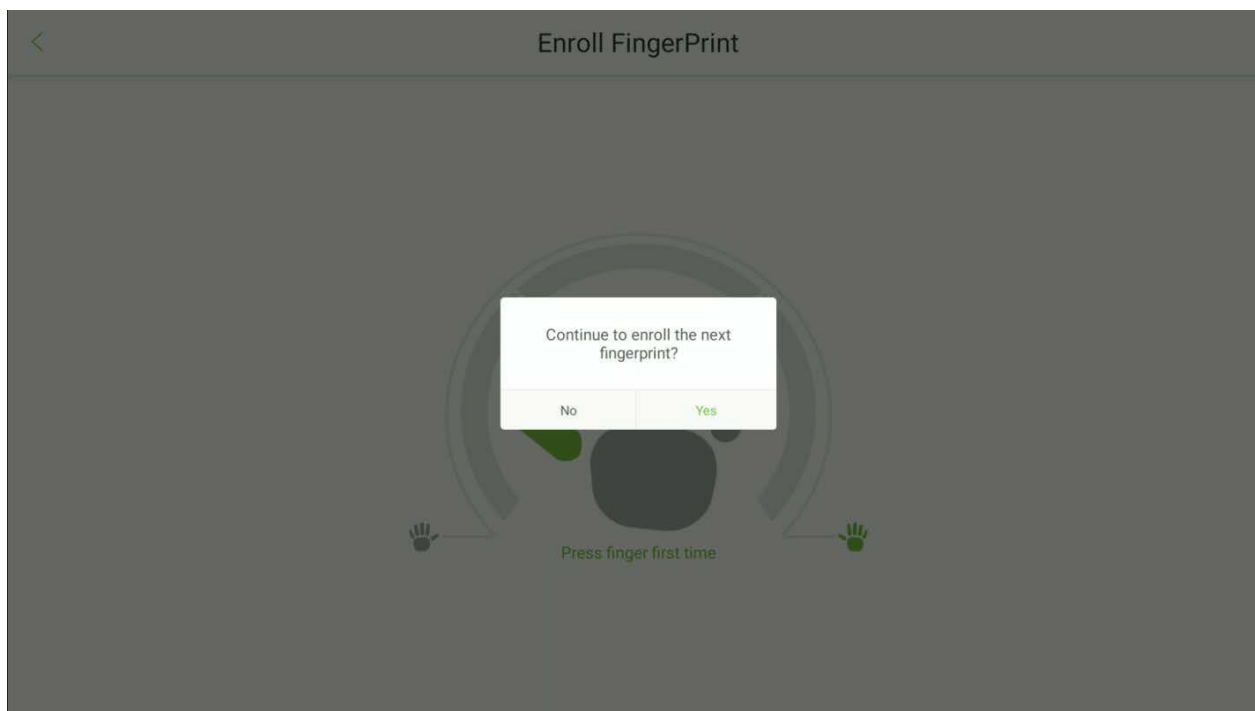 Enroll FingerPrint
Continue to enroll the next
fingerprint?
No
Yes
Press finger first time